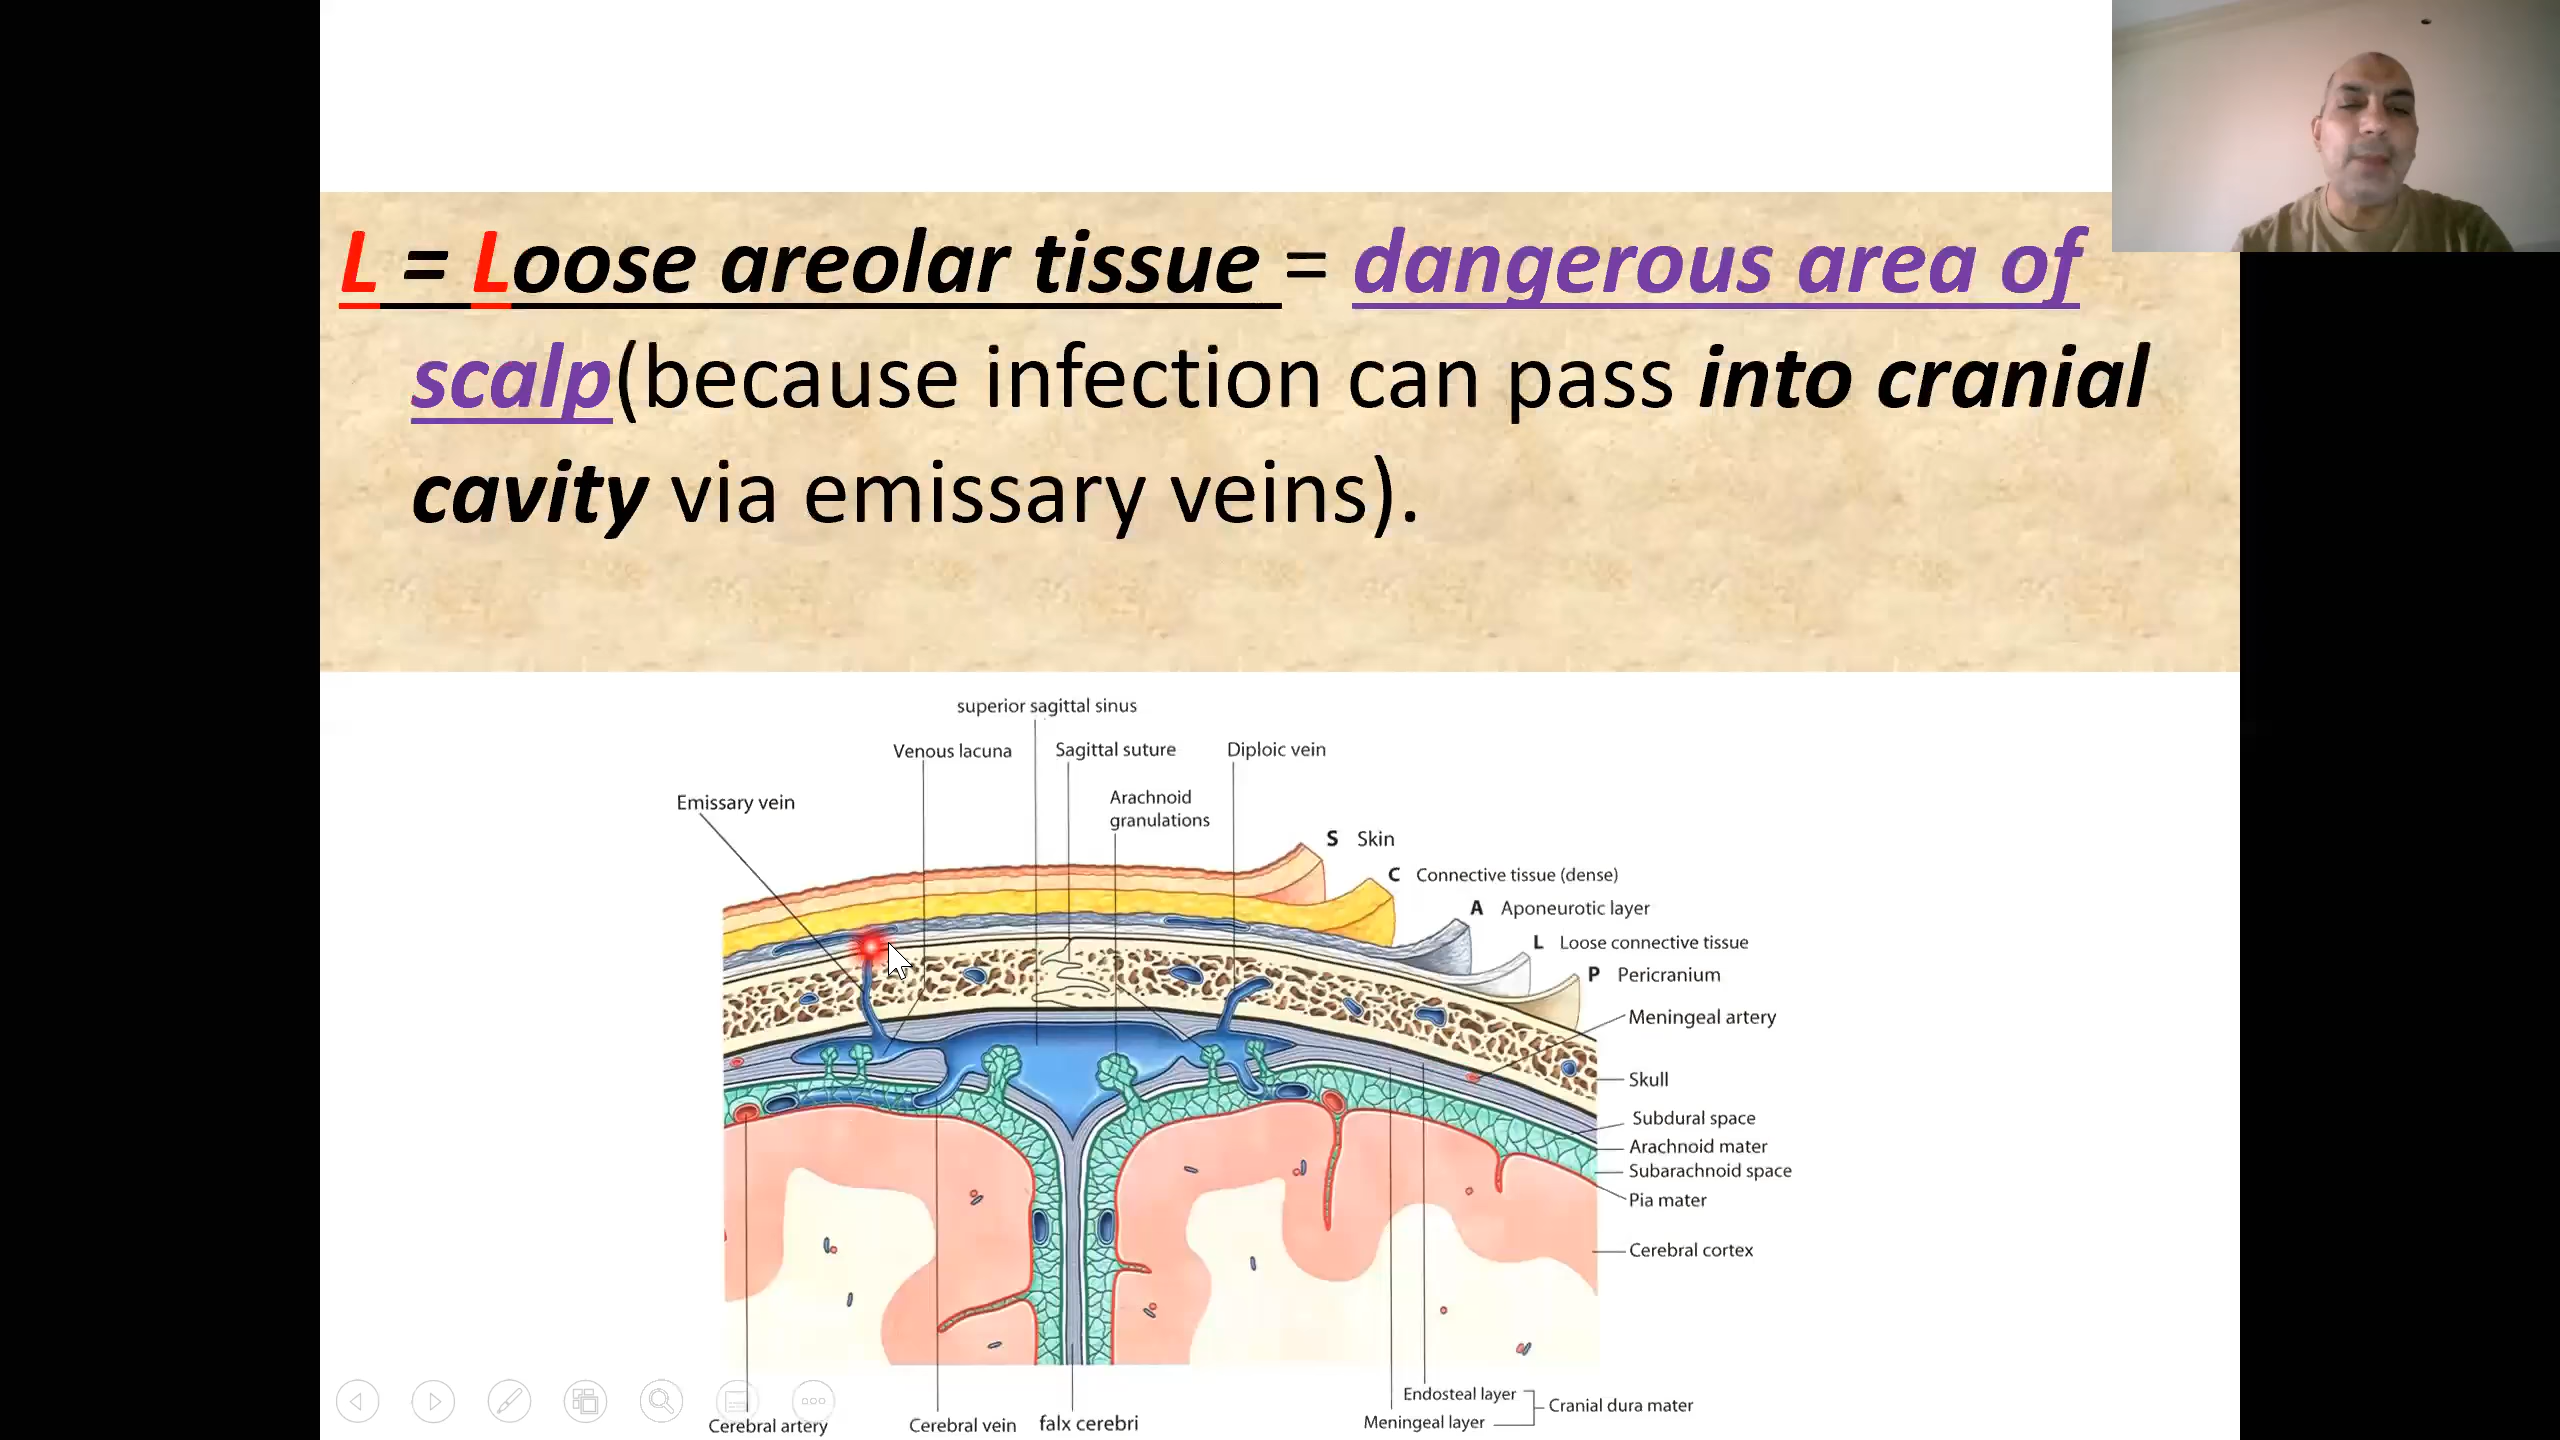 L = Loose areolar tissue = dangerous area of
scalp(because infection can pass into cranial
cavity via emissary veins).
superior sagittal sinus
Venous lacuna
Sagittal suture
Diploic vein
Emissary vein
Arachnoid
granulations
S Skin
C Connective tissue (dense)
A Aponeurotic layer
L Loose connective tissue
P Pericranium
Meningeal artery
Skull
Subdural space
Arachnoid mater
Subarachnoid space
Pia mater
Cerebral cortex
Endosteal layer
Cranial dura mater
Meningeal layer
Cerebral artery
Cerebral vein
falx cerebri